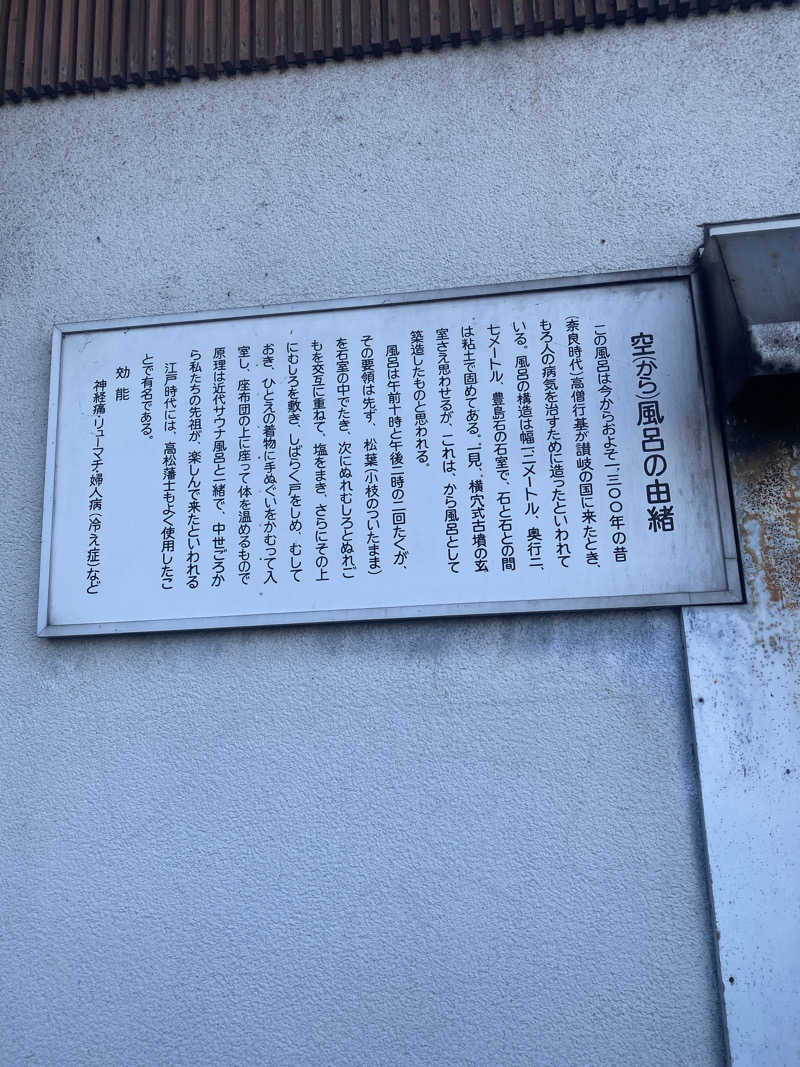 空(から)風呂の由緒
この風呂は今からおよそ一、三〇〇年の昔
(奈良時代)高僧行基が讃岐の国に来たとき、
もろ人の病気を治すために造ったといわれて
いる。風呂の構造は幅二メートル、奥行二、
七メートル、豊島石の石室で、石と石との間
は粘土で固めてある。一見、横穴式古墳の玄
室さえ思わせるが、これは、から風呂として
築造したものと思われる。
風呂は午前十時と午後二時の二回たくが、
その要領は先ず、松葉(小枝のついたまま)
を石室の中でたき、次にぬれむしろとぬれご
もを交互に重ねて、塩をまき、さらにその上
にむしろを敷き、しばらく戸をしめ、むして
おき、ひとえの着物に手ぬぐいをかむって入
室し、座布団の上に座って体を温めるもので
原理は近代サウナ風呂と一緒で、中世ごろか
ら私たちの先祖が、楽しんで来たといわれる
江戸時代には、高松藩士もよく使用したこ
とで有名である。
効能
神経痛・リューマチ・婦人病(冷え症)など